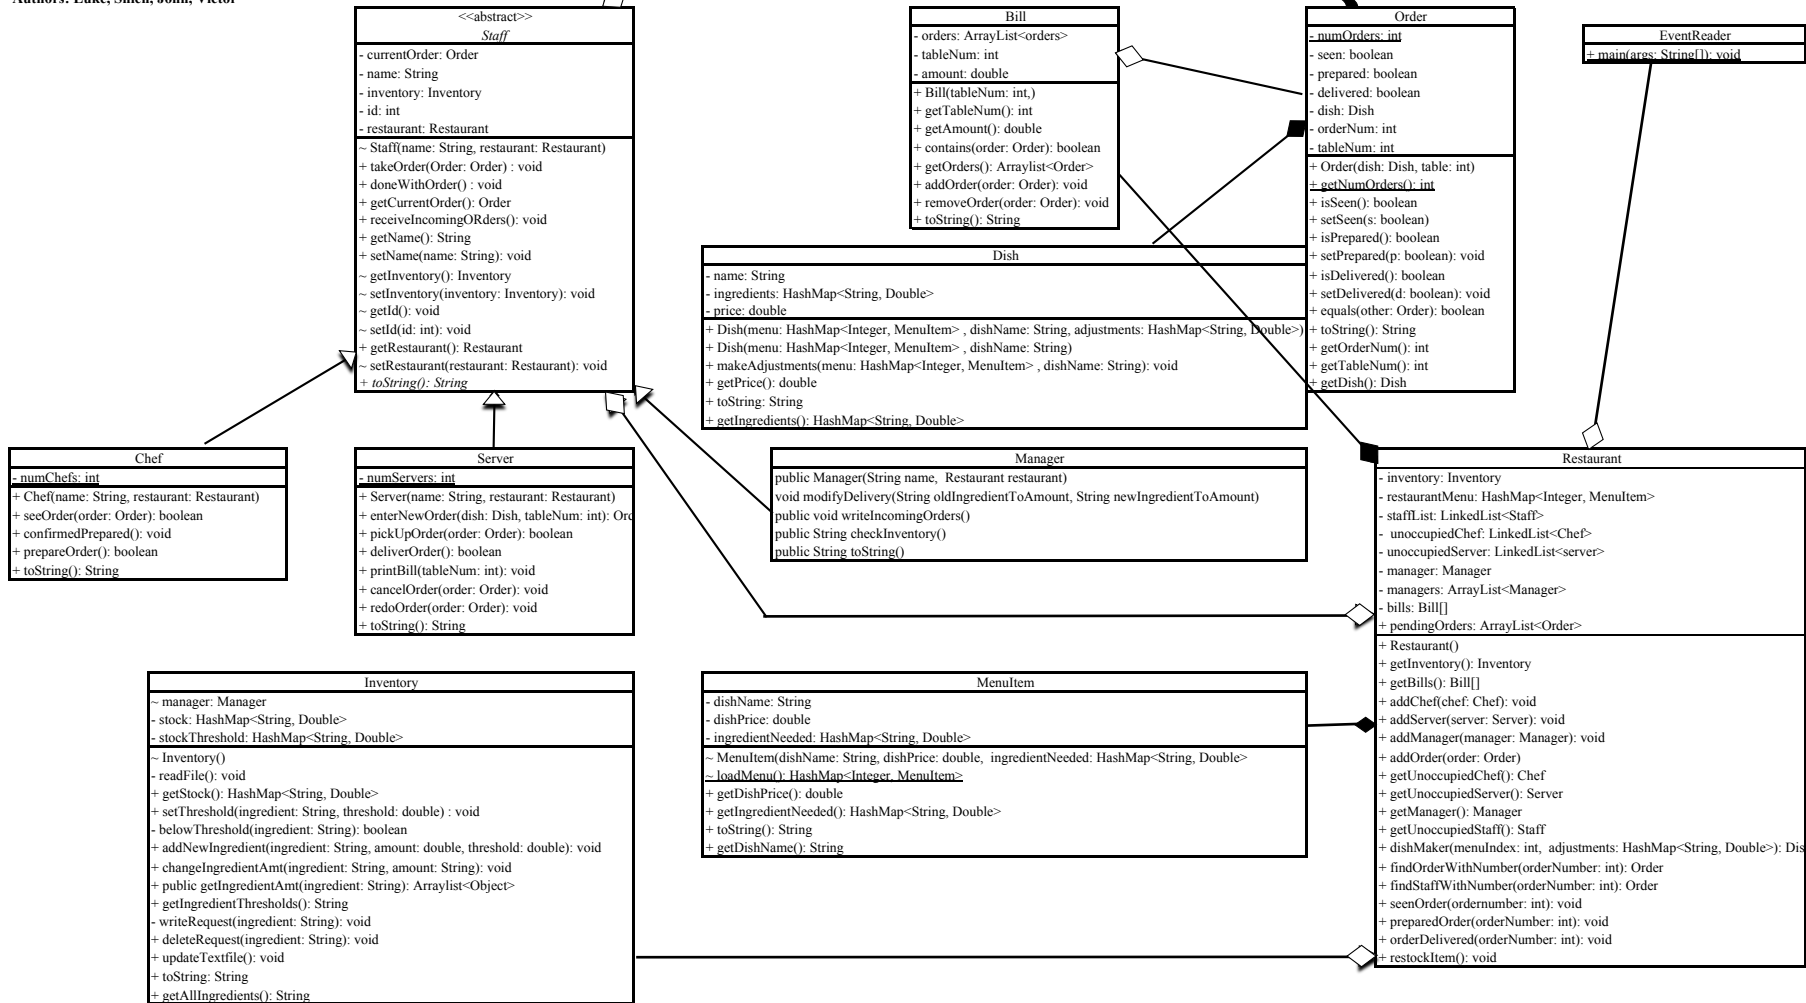 Authors: Luke, Shien, John, Victor
<<abstract>>
Staff
- currentOrder: Order
- name: String
- inventory: Inventory
- id: int
- restaurant: Restaurant
~ Staff(name: String, restaurant: Restaurant)
+ takeOrder(Order: Order) : void
+ doneWithOrder() : void
+ getCurrentOrder(): Order
+ receiveIncomingORders(): void
+ getName(): String
+ setName(name: String): void
~ getInventory(): Inventory
~ setInventory(inventory: Inventory): void
~ getId(): void
~ setId(id: int): void
+ getRestaurant(): Restaurant
~ setRestaurant(restaurant: Restaurant): void
+ toString(): String
Bill
- orders: ArrayList<orders>
- tableNum: int
- amount: double
+ Bill(tableNum: int,)
+ getTableNum(): int
+ getAmount(): double
+ contains(order: Order): boolean
+ getOrders(): Arraylist<Order>
+ addOrder(order: Order): void
+ removeOrder(order: Order): void
+ toString(): String
Order
- numOrders: int
- seen: boolean
- prepared: boolean
- delivered: boolean
- dish: Dish
- orderNum: int
- tableNum: int
+ Order(dish: Dish, table: int)
+ getNumOrders(): int
+ isSeen(): boolean
+ setSeen(s: boolean)
+ isPrepared(): boolean
+ setPrepared(p: boolean): void
+ isDelivered(): boolean
+ setDelivered(d: boolean): void
+ equals(other: Order): boolean
+ toString(): String
+ getOrderNum(): int
+ getTableNum(): int
+ getDish(): Dish
EventReader
+ main(args: String[]): void
Dish
- name: String
- ingredients: HashMap<String, Double>
- price: double
+ Dish(menu: HashMap<Integer, MenuItem> , dishName: String, adjustments: HashMap<String, Double>)
+ Dish(menu: HashMap<Integer, MenuItem> , dishName: String)
+ makeAdjustments(menu: HashMap<Integer, MenuItem> , dishName: String): void
+ getPrice(): double
+ toString: String
+ getIngredients(): HashMap<String, Double>
Chef
- numChefs: int
+ Chef(name: String, restaurant: Restaurant)
+ seeOrder(order: Order): boolean
+ confirmedPrepared(): void
+ prepareOrder(): boolean
+ toString(): String
Server
- numServers: int
+ Server(name: String, restaurant: Restaurant)
+ enterNewOrder(dish: Dish, tableNum: int): Ord
+ pickUpOrder(order: Order): boolean
+ deliverOrder(): boolean
+ printBill(tableNum: int): void
+ cancelOrder(order: Order): void
+ redoOrder(order: Order): void
+ toString(): String
Manager
public Manager(String name, Restaurant restaurant)
void modifyDelivery(String oldIngredientToAmount, String newIngredientToAmount)
public void writeIncomingOrders()
public String checkInventory()
public String toString()
Restaurant
- inventory: Inventory
- restaurantMenu: HashMap<Integer, MenuItem>
- staffList: LinkedList<Staff>
- unoccupiedChef: LinkedList<Chef>
- unoccupiedServer: LinkedList<server>
- manager: Manager
- managers: ArrayList<Manager>
- bills: Bill[]
+ pendingOrders: ArrayList<Order>
+ Restaurant()
+ getInventory(): Inventory
+ getBills(): Bill[]
+ addChef(chef: Chef): void
+ addServer(server: Server): void
+ addManager(manager: Manager): void
+ addOrder(order: Order)
+ getUnoccupiedChef(): Chef
+ getUnoccupiedServer(): Server
+ getManager(): Manager
+ getUnoccupiedStaff(): Staff
+ dishMaker(menuIndex: int, adjustments: HashMap<String, Double>): Dis
+ findOrderWithNumber(orderNumber: int): Order
+ findStaffWithNumber(orderNumber: int): Order
+ seenOrder(ordernumber: int): void
+ preparedOrder(orderNumber: int): void
+ orderDelivered(orderNumber: int): void
+ restockItem(): void
Inventory
~ manager: Manager
- stock: HashMap<String, Double>
- stockThreshold: HashMap<String, Double>
~ Inventory()
- readFile(): void
+ getStock(): HashMap<String, Double>
+ setThreshold(ingredient: String, threshold: double) : void
- belowThreshold(ingredient: String): boolean
+ addNewIngredient(ingredient: String, amount: double, threshold: double): void
+ changeIngredientAmt(ingredient: String, amount: String): void
+ public getIngredientAmt(ingredient: String): Arraylist<Object>
+ getIngredientThresholds(): String
- writeRequest(ingredient: String): void
+ deleteRequest(ingredient: String): void
+ updateTextfile(): void
+ toString: String
+ getAllIngredients(): String
MenuItem
- dishName: String
- dishPrice: double
- ingredientNeeded: HashMap<String, Double>
~ MenuItem(dishName: String, dishPrice: double, ingredientNeeded: HashMap<String, Double>
~ loadMenu(): HashMap<Integer, MenuItem>
+ getDishPrice(): double
+ getIngredientNeeded(): HashMap<String, Double>
+ toString(): String
+ getDishName(): String